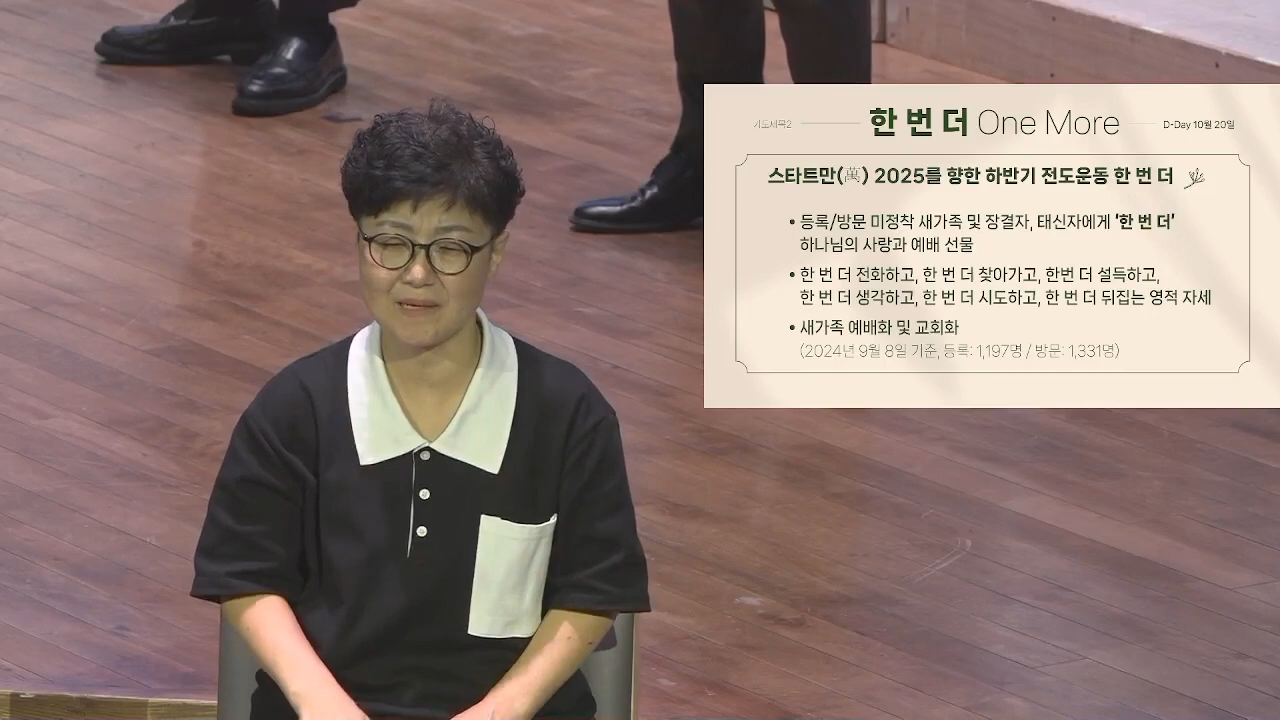 기도제목2
한 번 더 One More
D-Day 10월 20일
스타트만(萬) 2025를 향한 하반기 전도운동 한 번 더
• 등록/방문 미정착 새가족 및 장결자, 태신자에게 '한 번 더'
하나님의 사랑과 예배 선물
• 한 번 더 전화하고, 한 번 더 찾아가고, 한번 더 설득하고,
한 번 더 생각하고, 한 번 더 시도하고, 한 번 더 뒤집는 영적 자세
• 새가족 예배화 및 교회화
(2024년 9월 8일 기준, 등록: 1,197명 / 방문: 1,331명)